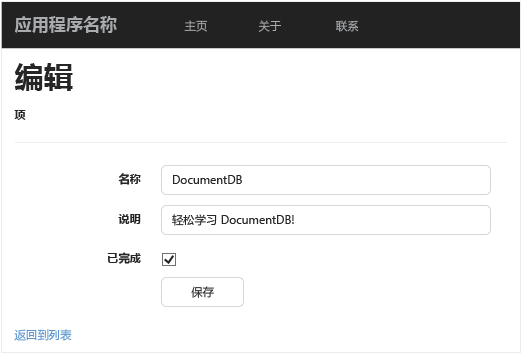 应用程序名称 主页 关于 联系
编辑
项
名称 DocumentDB
说明 轻松学习 DocumentDB!
已完成
保存
返回到列表